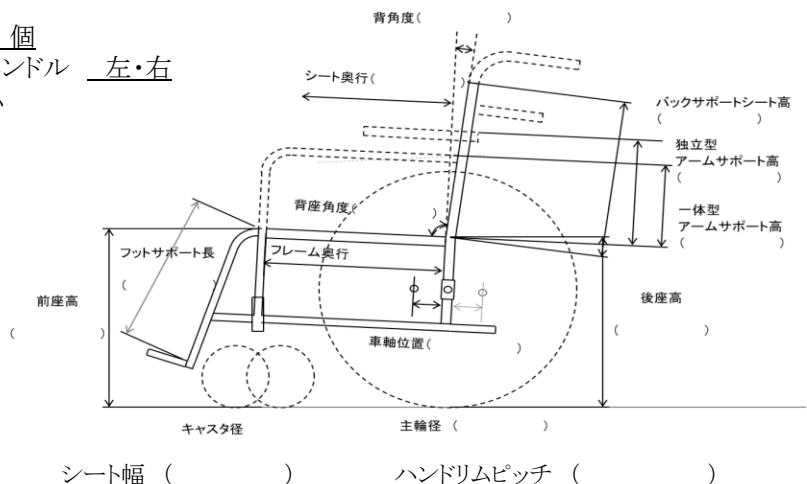 個
ンドル 左・右
背角度( )
シート奥行( )
バックサポートシート高
( )
独立型
アームサポート高
( )
一体型
アームサポート高
( )
背座角度( )
フットサポート長
( )
フレーム奥行
前座高
( )
後座高
( )
車軸位置( )
キャスタ径
主輪径 ( )
シート幅 ( )
ハンドリムピッチ ( )